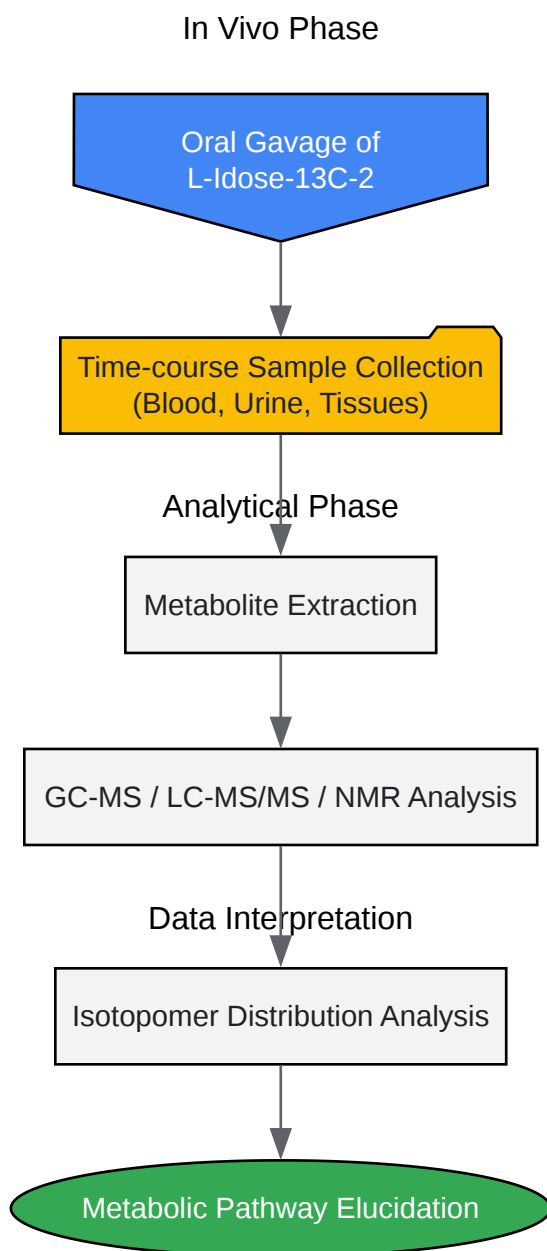 In Vivo Phase
Oral Gavage of
L-Idose-13C-2
Time-course Sample Collection
(Blood, Urine, Tissues)
Analytical Phase
Metabolite Extraction
GC-MS / LC-MS/MS / NMR Analysis
Data Interpretation
Isotopomer Distribution Analysis
Metabolic Pathway Elucidation